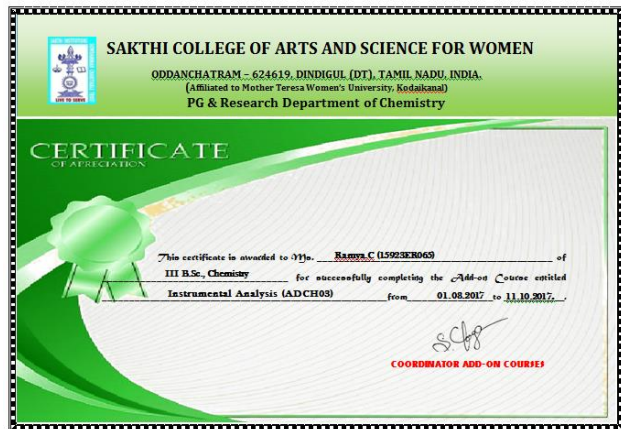 SAKTHI COLLEGE OF ARTS AND SCIENCE FOR WOMEN
ODDANCHATRAM – 624619. DINDIGUL (DT), TAMIL NADU. INDIA.
(Affiliated to Mother Teresa Women's University, Kodaikanal)
PG & Research Department of Chemistry
LIVE TO SERVE
CERTIFICATE
OF APRECIATION
This certificate is awarded to Ms. Ramya C (15923ER065) of
III B.Sc., Chemistry for successfully completing the Add-on Course entitled
Instrumental Analysis (ADCH03) from 01.08.2017 to 11.10.2017. .
COORDINATOR ADD-ON COURSES